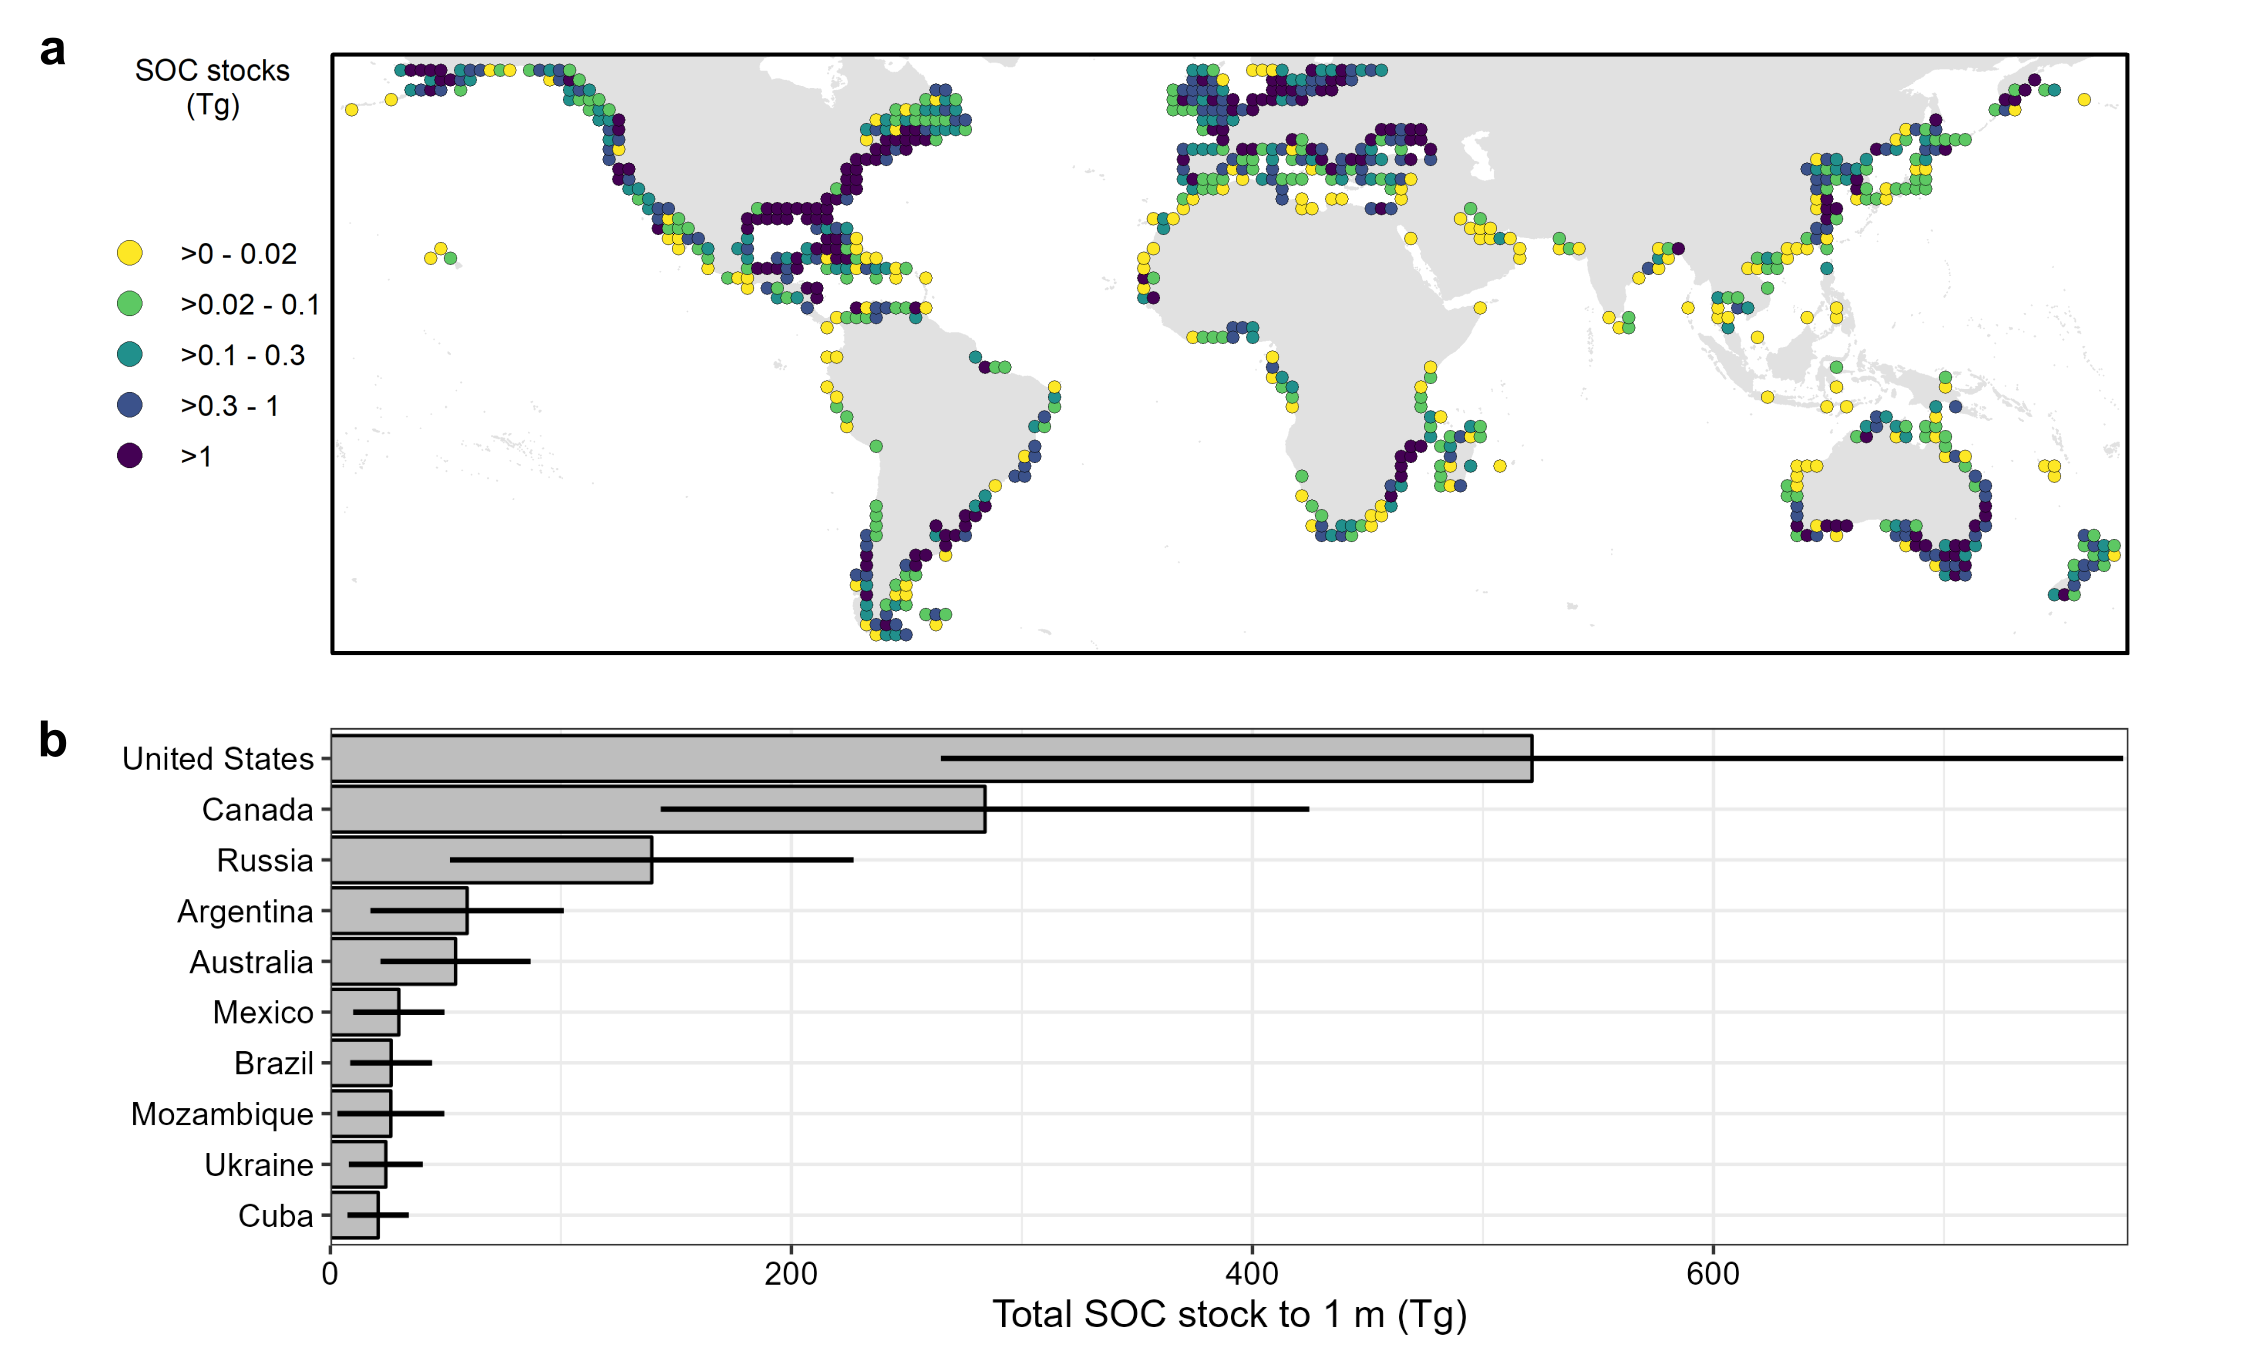 a
SOC stocks
(Tg)
>0 - 0.02
>0.02 - 0.1
>0.1 - 0.3
>0.3 - 1
>1
b
United States
Canada
Russia
Argentina
Australia
Mexico
Brazil
Mozambique
Ukraine
Cuba
0 200 400 600
Total SOC stock to 1 m (Tg)